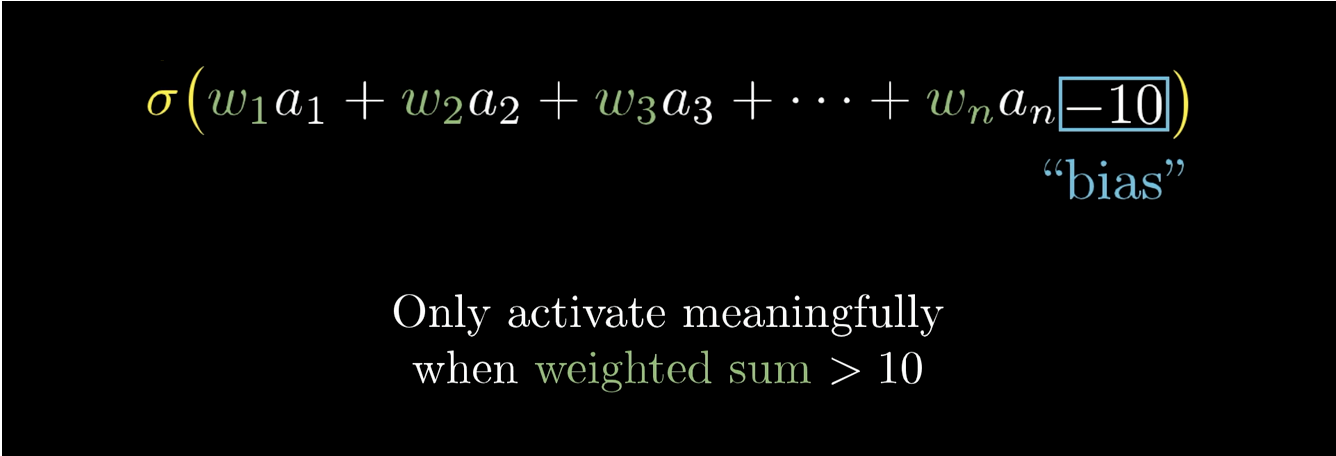 σ(w₁a₁ + w₂a₂ + w₃a₃ + ⋯ + wₙaₙ −10)
“bias”
Only activate meaningfully
when weighted sum > 10